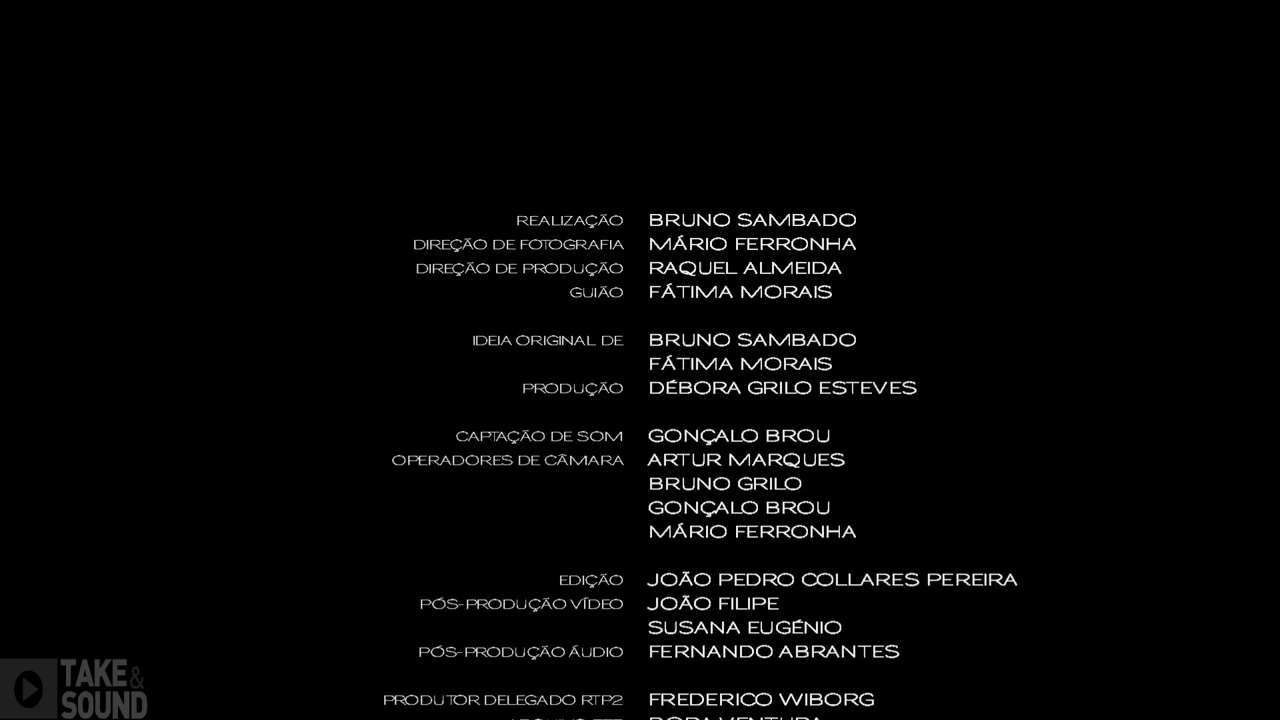 REALIZAÇÃO BRUNO SAMBADO
DIREÇÃO DE FOTOGRAFIA MÁRIO FERRONHA
DIREÇÃO DE PRODUÇÃO RAQUEL ALMEIDA
GUIÃO FÁTIMA MORAIS
IDEIA ORIGINAL DE BRUNO SAMBADO
FÁTIMA MORAIS
PRODUÇÃO DÉBORA GRILO ESTEVES
CAPTAÇÃO DE SOM GONÇALO BROU
OPERADORES DE CÂMARA ARTUR MARQUES
BRUNO GRILO
GONÇALO BROU
MÁRIO FERRONHA
EDIÇÃO JOÃO PEDRO COLLARES PEREIRA
PÓS-PRODUÇÃO VÍDEO JOÃO FILIPE
SUSANA EUGÉNIO
PÓS-PRODUÇÃO ÁUDIO FERNANDO ABRANTES
PRODUTOR DELEGADO RTP2 FREDERICO WIBORG
TAKE &
SOUND